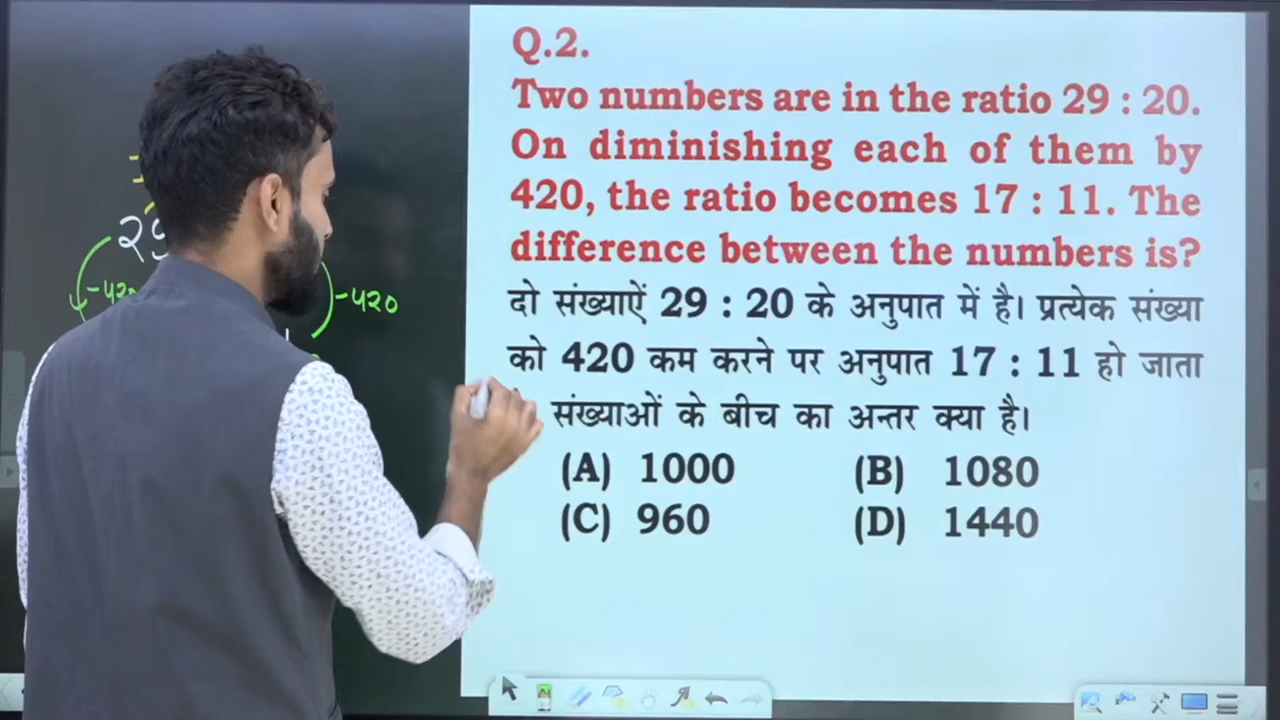 Q.2.
Two numbers are in the ratio 29 : 20.
On diminishing each of them by
420, the ratio becomes 17 : 11. The
difference between the numbers is?
दो संख्याऐं 29 : 20 के अनुपात में है। प्रत्येक संख्या
को 420 कम करने पर अनुपात 17 : 11 हो जाता
संख्याओं के बीच का अन्तर क्या है।
(A) 1000 (B) 1080
(C) 960 (D) 1440
29
-420 -420